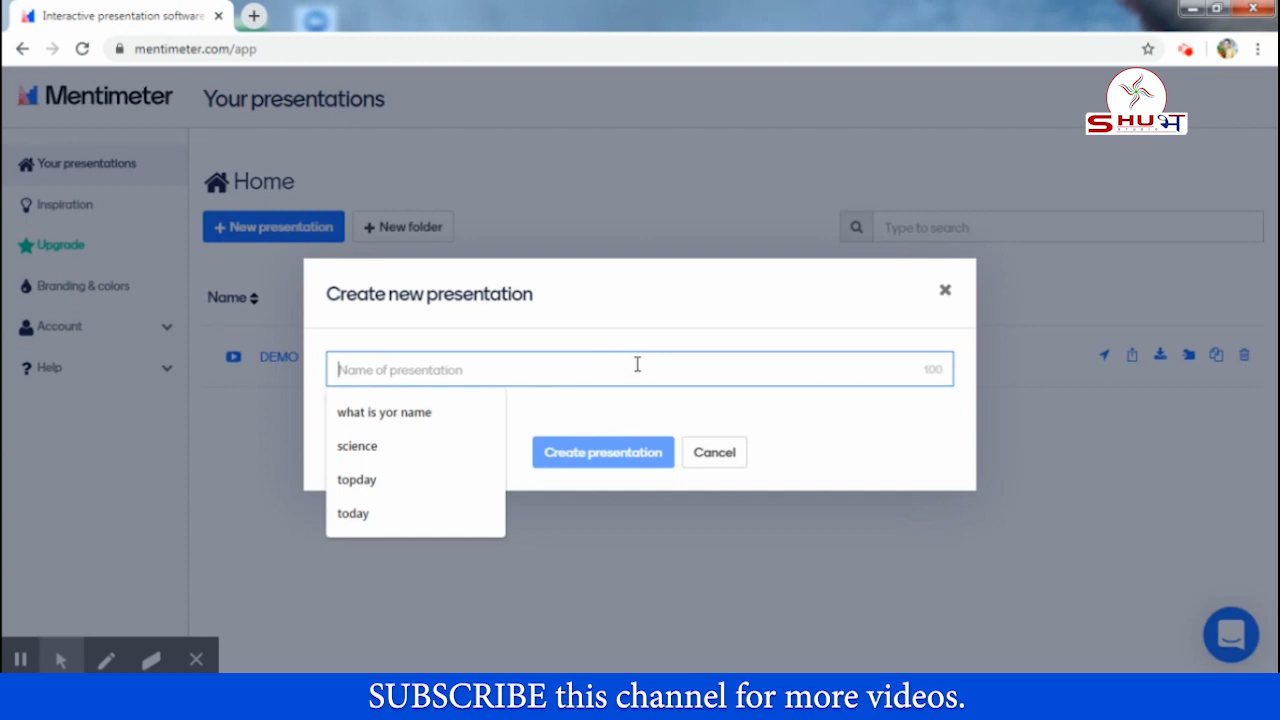 Interactive presentation software
mentimeter.com/app
Mentimeter
Your presentations
SHUभ
STUDIO
Your presentations
Inspiration
Upgrade
Branding & colors
Account
Help
Home
+ New presentation
+ New folder
Type to search
Name
DEMO
Create new presentation
Name of presentation
100
what is yor name
science
topday
today
Create presentation
Cancel
SUBSCRIBE this channel for more videos.